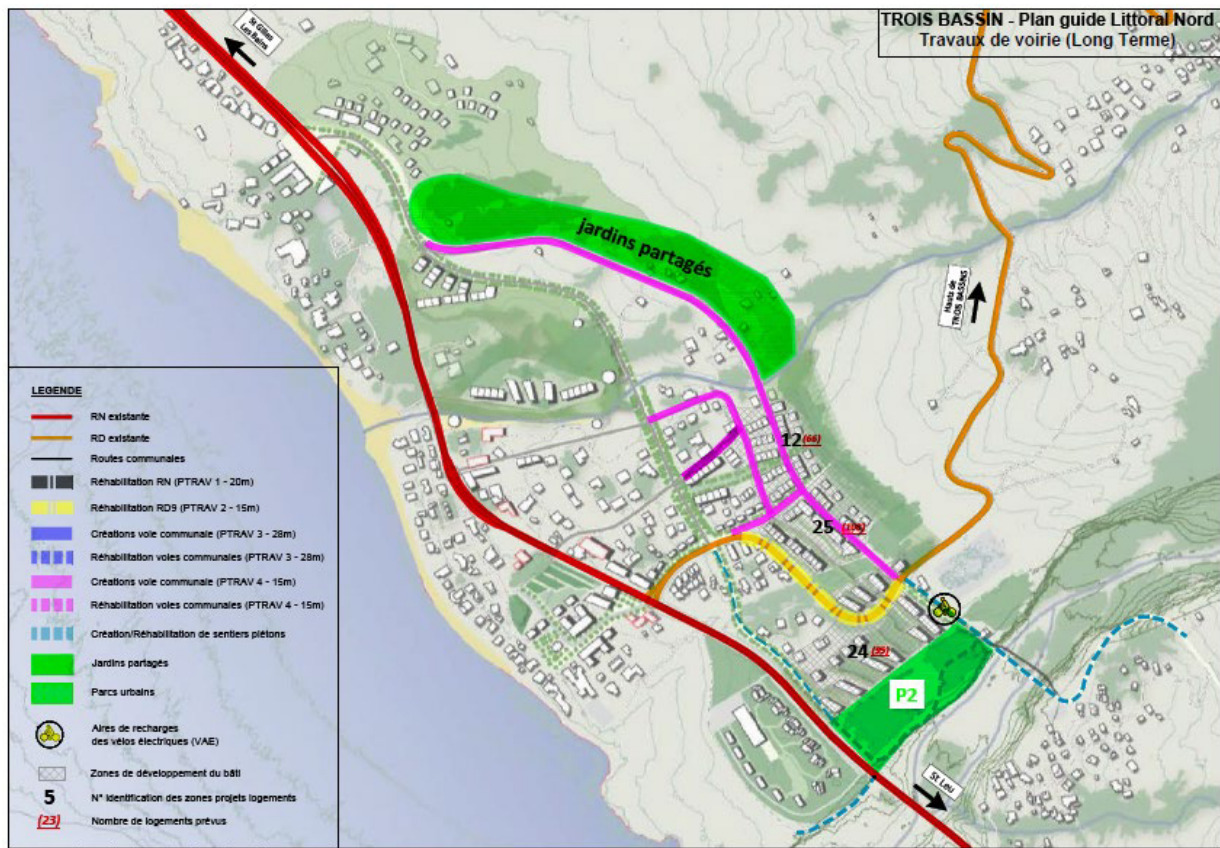 TROIS BASSIN - Plan guide Littoral Nord
Travaux de voirie (Long Terme)
St Gilles
Les Bains
jardins partagés
Hauts de
TROIS BASSINS
12 (66)
25
24
P2
St Leu
LEGENDE
RN existante
RD existante
Routes communales
Réhabilitation RN (PTRAV 1 - 20m)
Réhabilitation RD9 (PTRAV 2 - 15m)
Créations voie communale (PTRAV 3 - 28m)
Réhabilitation voies communales (PTRAV 3 - 28m)
Créations voie communale (PTRAV 4 - 15m)
Réhabilitation voies communales (PTRAV 4 - 15m)
Création/Réhabilitation de sentiers piétons
Jardins partagés
Parcs urbains
Aires de recharges
des vélos électriques (VAE)
Zones de développement du bâti
5 N° Identification des zones projets logements
(23) Nombre de logements prévus